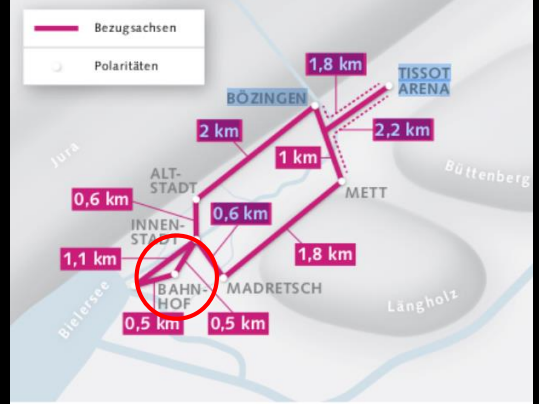 Bezugsachsen
Polaritäten
1,8 km
TISSOT
ARENA
BÖZINGEN
2 km
2,2 km
1 km
Jura
Büttenberg
ALT-
STADT
METT
0,6 km
0,6 km
INNEN-
STADT
1,1 km
1,8 km
BAHN-
HOF
MADRETSCH
Bielersee
Längholz
0,5 km
0,5 km